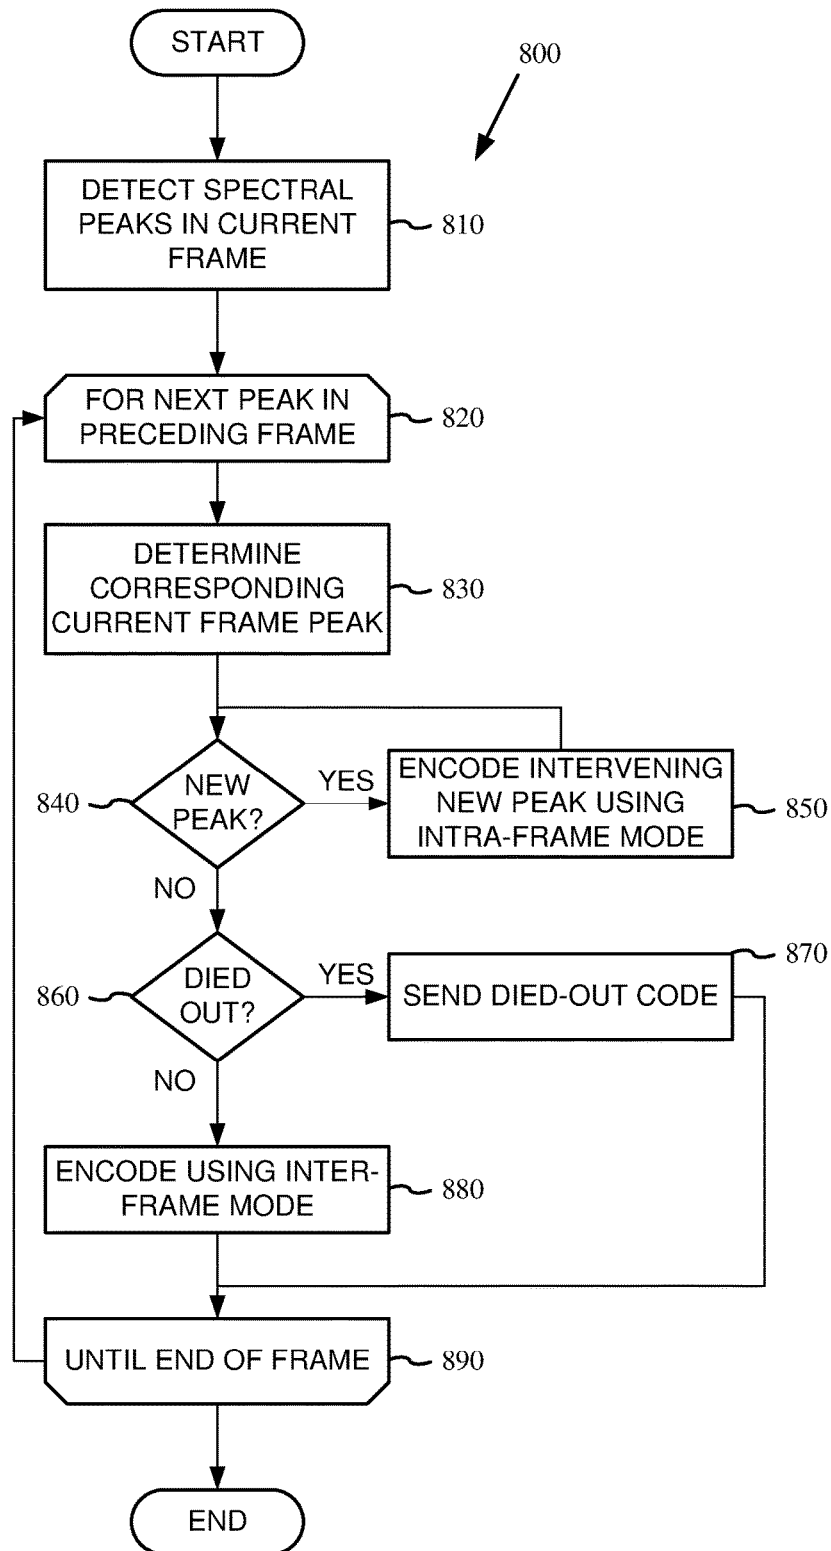 START
800
DETECT SPECTRAL
PEAKS IN CURRENT
FRAME
810
FOR NEXT PEAK IN
PRECEDING FRAME
820
DETERMINE
CORRESPONDING
CURRENT FRAME PEAK
830
840
NEW
PEAK?
YES
ENCODE INTERVENING
NEW PEAK USING
INTRA-FRAME MODE
850
NO
860
DIED
OUT?
YES
SEND DIED-OUT CODE
870
NO
ENCODE USING INTER-
FRAME MODE
880
UNTIL END OF FRAME
890
END